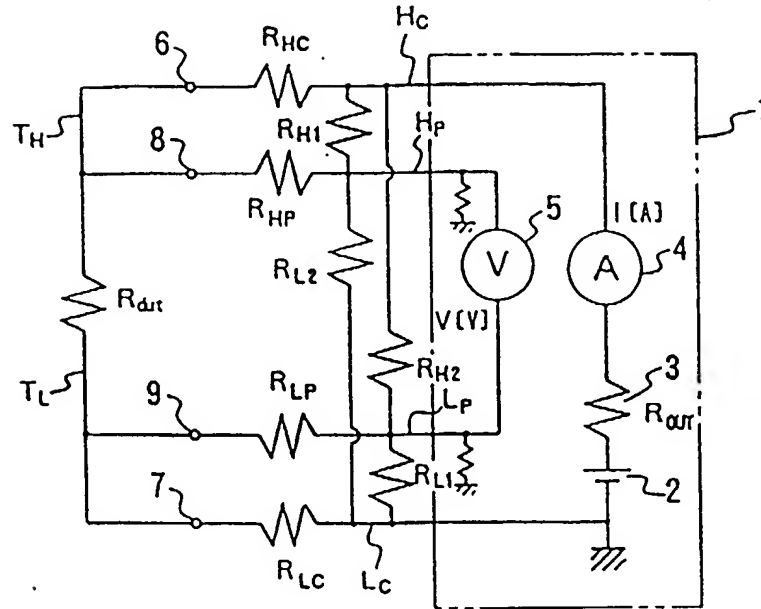 6
R_HC
H_C
T_H
R_H1
8
H_P
R_HP
5
I [A]
4
V
A
R_L2
R_dut
V [V]
3
T_L
R_LP
R_H2
9
L_P
R_OUT
7
R_L1
2
R_LC
L_C